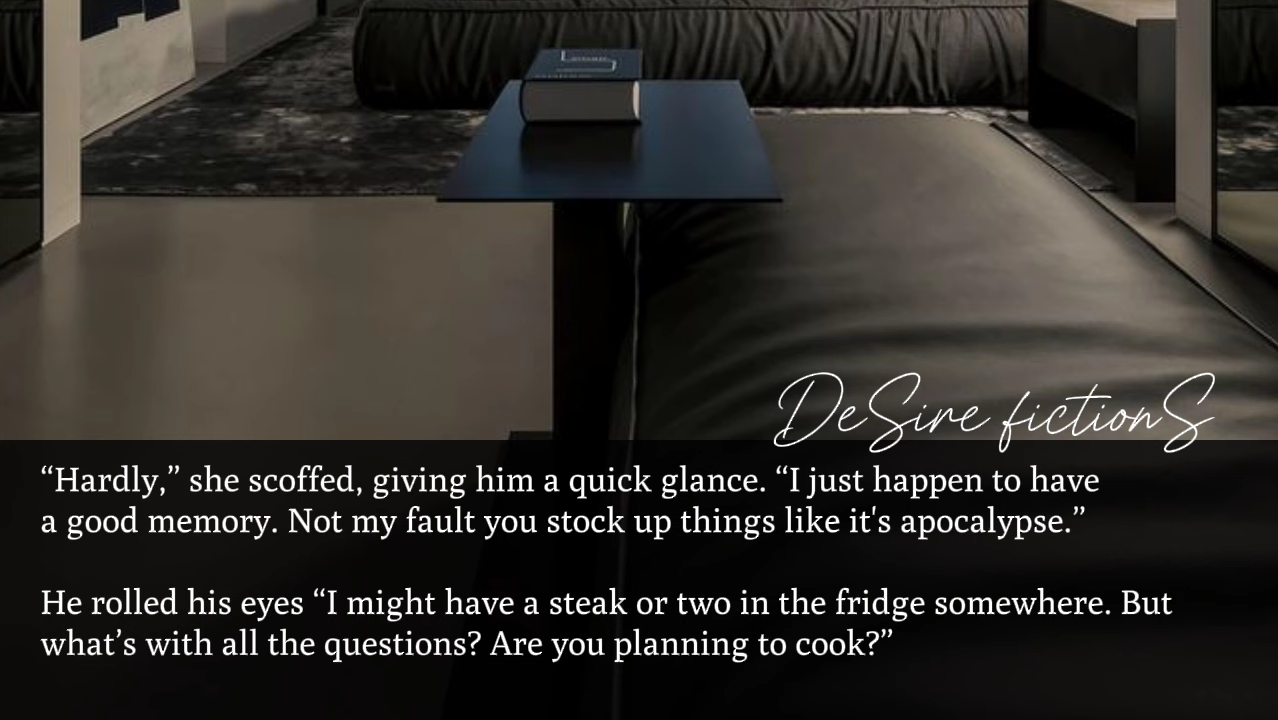 DeSire fictionS
“Hardly,” she scoffed, giving him a quick glance. “I just happen to have
a good memory. Not my fault you stock up things like it's apocalypse.”
He rolled his eyes “I might have a steak or two in the fridge somewhere. But
what’s with all the questions? Are you planning to cook?”